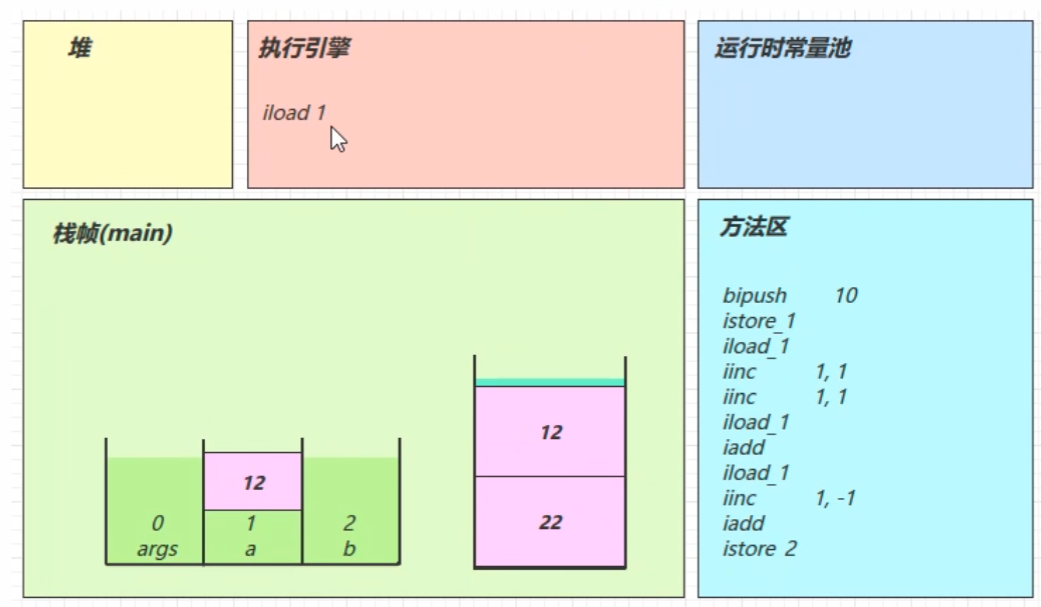 堆
执行引擎
iload 1
运行时常量池
栈帧(main)
12
0 1 2
args a b
12
22
方法区
bipush 10
istore_1
iload_1
iinc 1, 1
iinc 1, 1
iload_1
iadd
iload_1
iinc 1, -1
iadd
istore 2